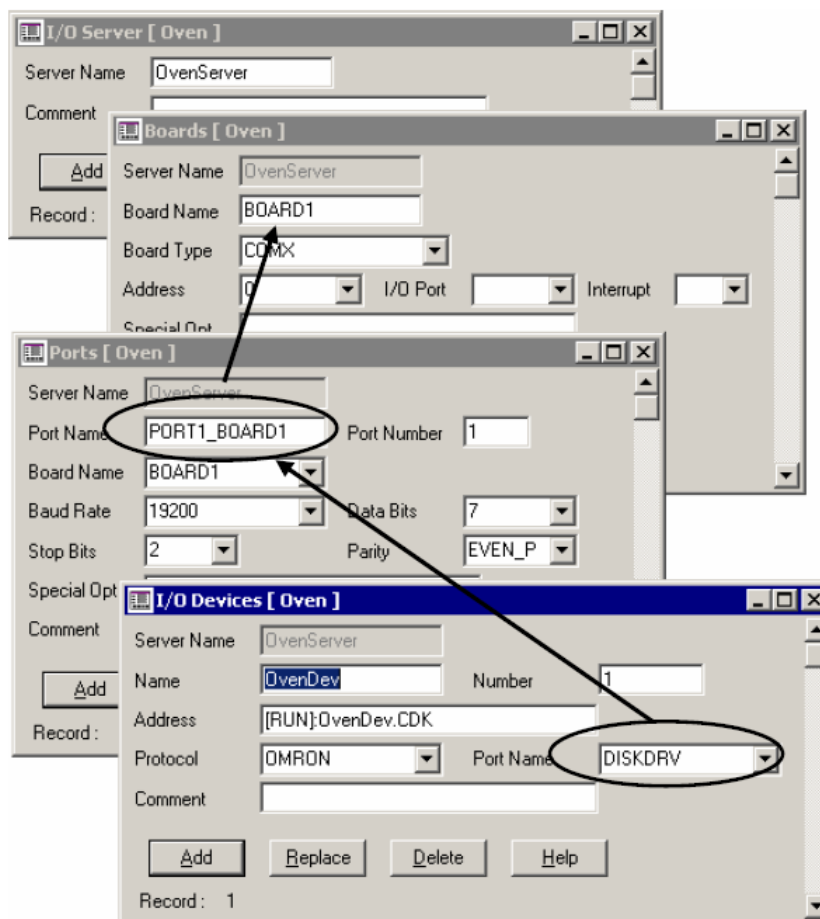 I/O Server [ Oven ]
Server Name OvenServer
Comment
Add
Record :
Boards [ Oven ]
Server Name OvenServer
Board Name BOARD1
Board Type COMX
Address 0 I/O Port Interrupt
Special Opt
Ports [ Oven ]
Server Name OvenServer
Port Name PORT1_BOARD1 Port Number 1
Board Name BOARD1
Baud Rate 19200 Data Bits 7
Stop Bits 2 Parity EVEN_P
Special Opt
Comment
Add
Record :
I/O Devices [ Oven ]
Server Name OvenServer
Name OvenDev Number 1
Address [RUN]:OvenDev.CDK
Protocol OMRON Port Name DISKDRV
Comment
Add Replace Delete Help
Record : 1